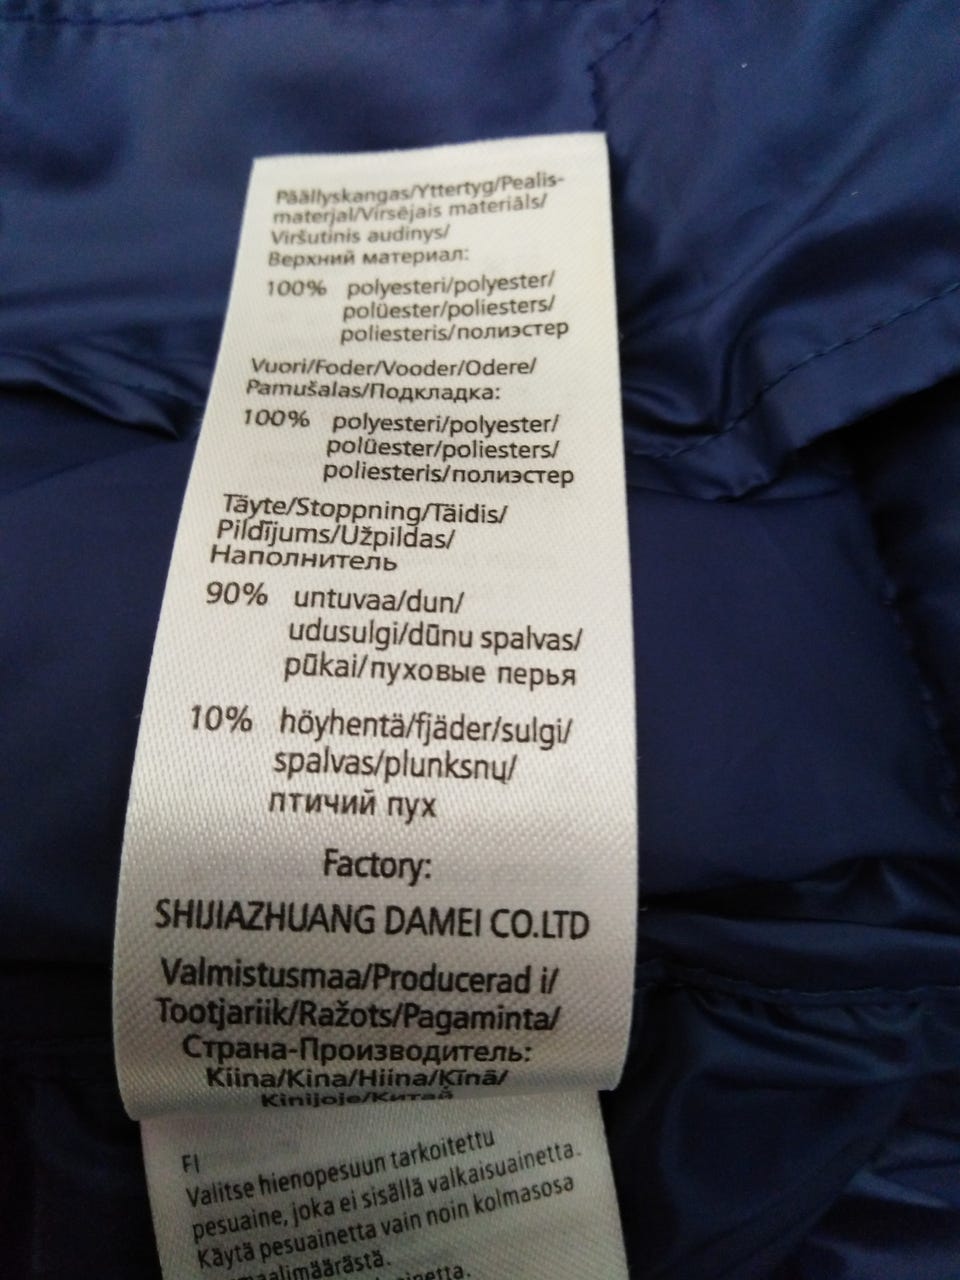 Päällyskangas/Yttertyg/Pealis-
materjal/Virsējais materiāls/
Viršutinis audinys/
Верхний материал:
100% polyesteri/polyester/
polüester/poliesters/
poliesteris/полиэстер
Vuori/Foder/Vooder/Odere/
Pamušalas/Подкладка:
100% polyesteri/polyester/
polüester/poliesters/
poliesteris/полиэстер
Täyte/Stoppning/Täidis/
Pildījums/Užpildas/
Наполнитель
90% untuvaa/dun/
udusulgi/dūnu spalvas/
pūkai/пуховые перья
10% höyhentä/fjäder/sulgi/
spalvas/plunksnų/
птичий пух
Factory:
SHIJIAZHUANG DAMEI CO.LTD
Valmistusmaa/Producerad i/
Tootjariik/Ražots/Pagaminta/
Страна-Производитель:
Kiina/Kina/Hiina/Ķīnā/
Kinijoje/Китай
FI
Valitse hienopesuun tarkoitettu
pesuaine, joka ei sisällä valkaisuainetta.
Käytä pesuainetta vain noin kolmasosa